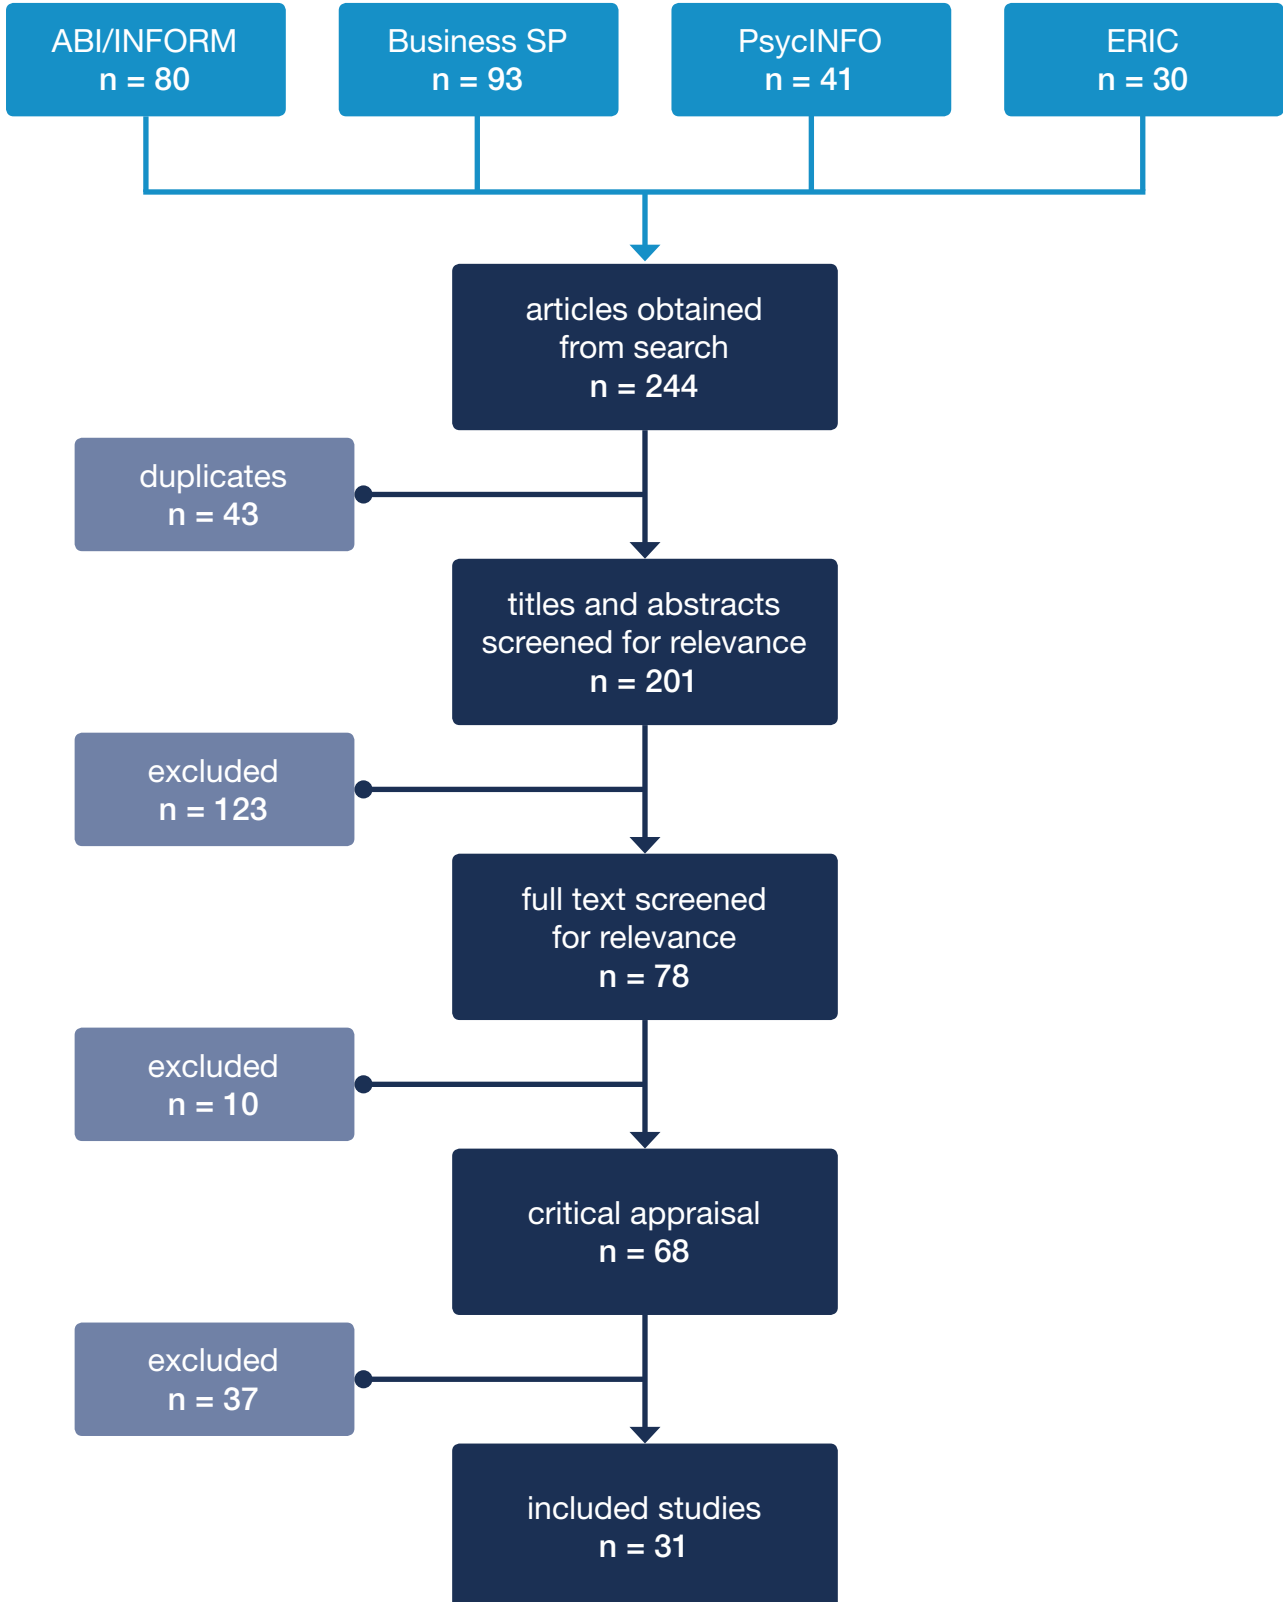 ABI/INFORM
n = 80
Business SP
n = 93
PsycINFO
n = 41
ERIC
n = 30
articles obtained
from search
n = 244
duplicates
n = 43
titles and abstracts
screened for relevance
n = 201
excluded
n = 123
full text screened
for relevance
n = 78
excluded
n = 10
critical appraisal
n = 68
excluded
n = 37
included studies
n = 31